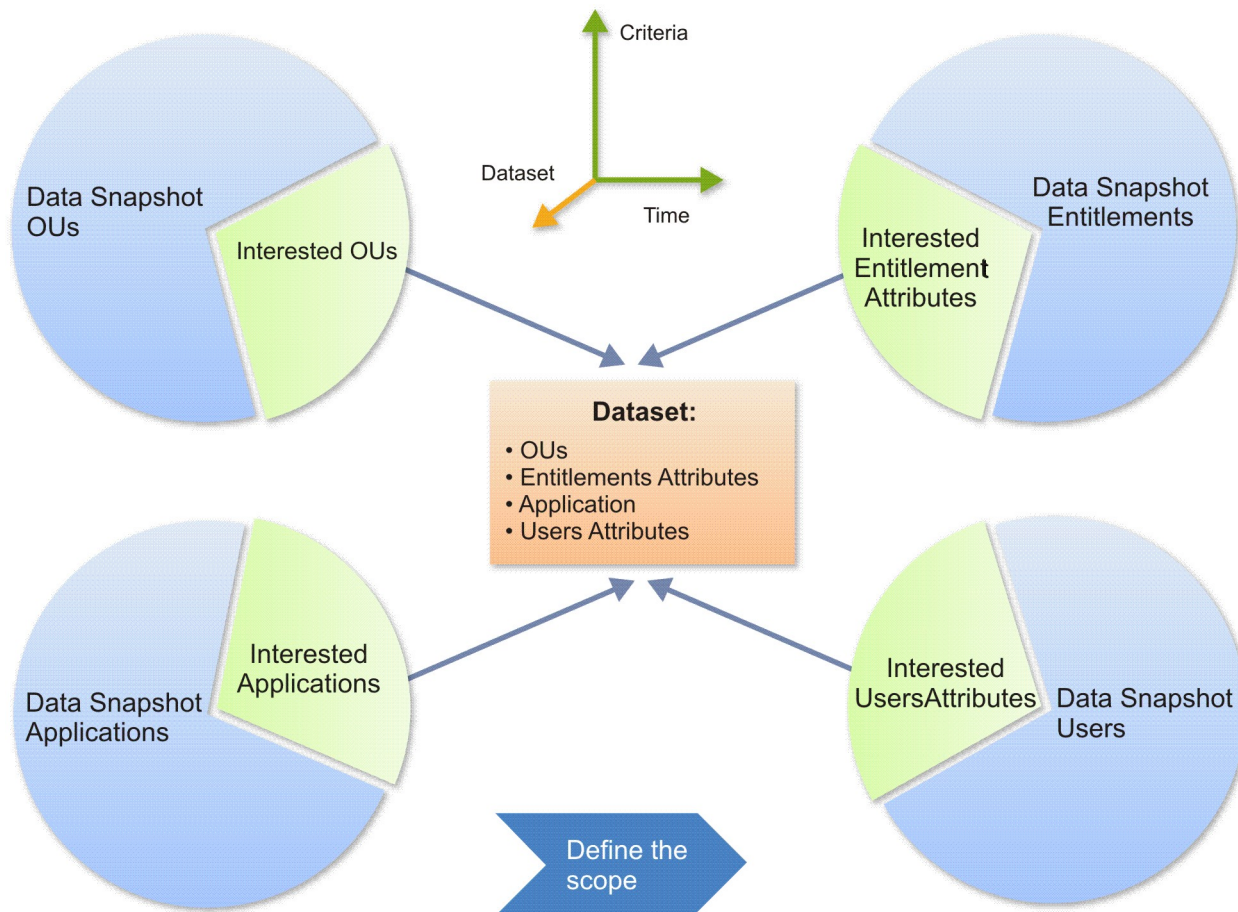 Criteria
Dataset
Time
Data Snapshot
OUs
Interested OUs
Interested
Entitlement
Attributes
Data Snapshot
Entitlements
Dataset:
• OUs
• Entitlements Attributes
• Application
• Users Attributes
Data Snapshot
Applications
Interested
Applications
Interested
UsersAttributes
Data Snapshot
Users
Define the
scope